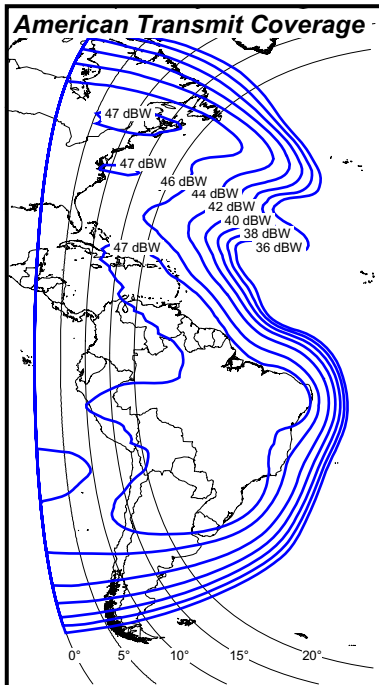 American Transmit Coverage
47 dBW
47 dBW
46 dBW
44 dBW
42 dBW
40 dBW
38 dBW
47 dBW
36 dBW
0° 5° 10° 15° 20°